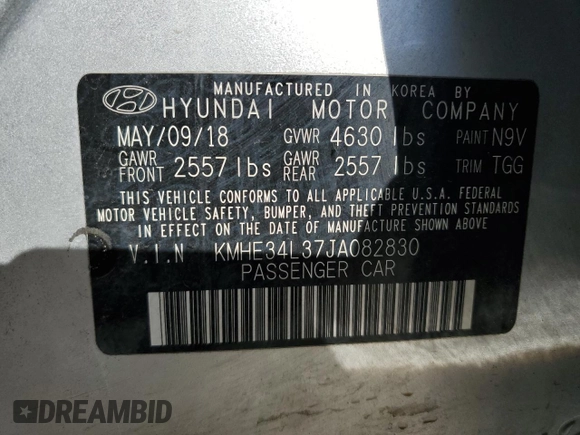 MANUFACTURED IN KOREA BY
HYUNDAI MOTOR COMPANY
MAY/09/18 GVWR 4630 lbs PAINT N9V
GAWR FRONT 2557 lbs GAWR REAR 2557 lbs TRIM TGG
THIS VEHICLE CONFORMS TO ALL APPLICABLE U.S.A. FEDERAL
MOTOR VEHICLE SAFETY, BUMPER, AND THEFT PREVENTION STANDARDS
IN EFFECT ON THE DATE OF MANUFACTURE SHOWN ABOVE
V.I.N KMHE34L37JA082830
PASSENGER CAR
DREAMBID